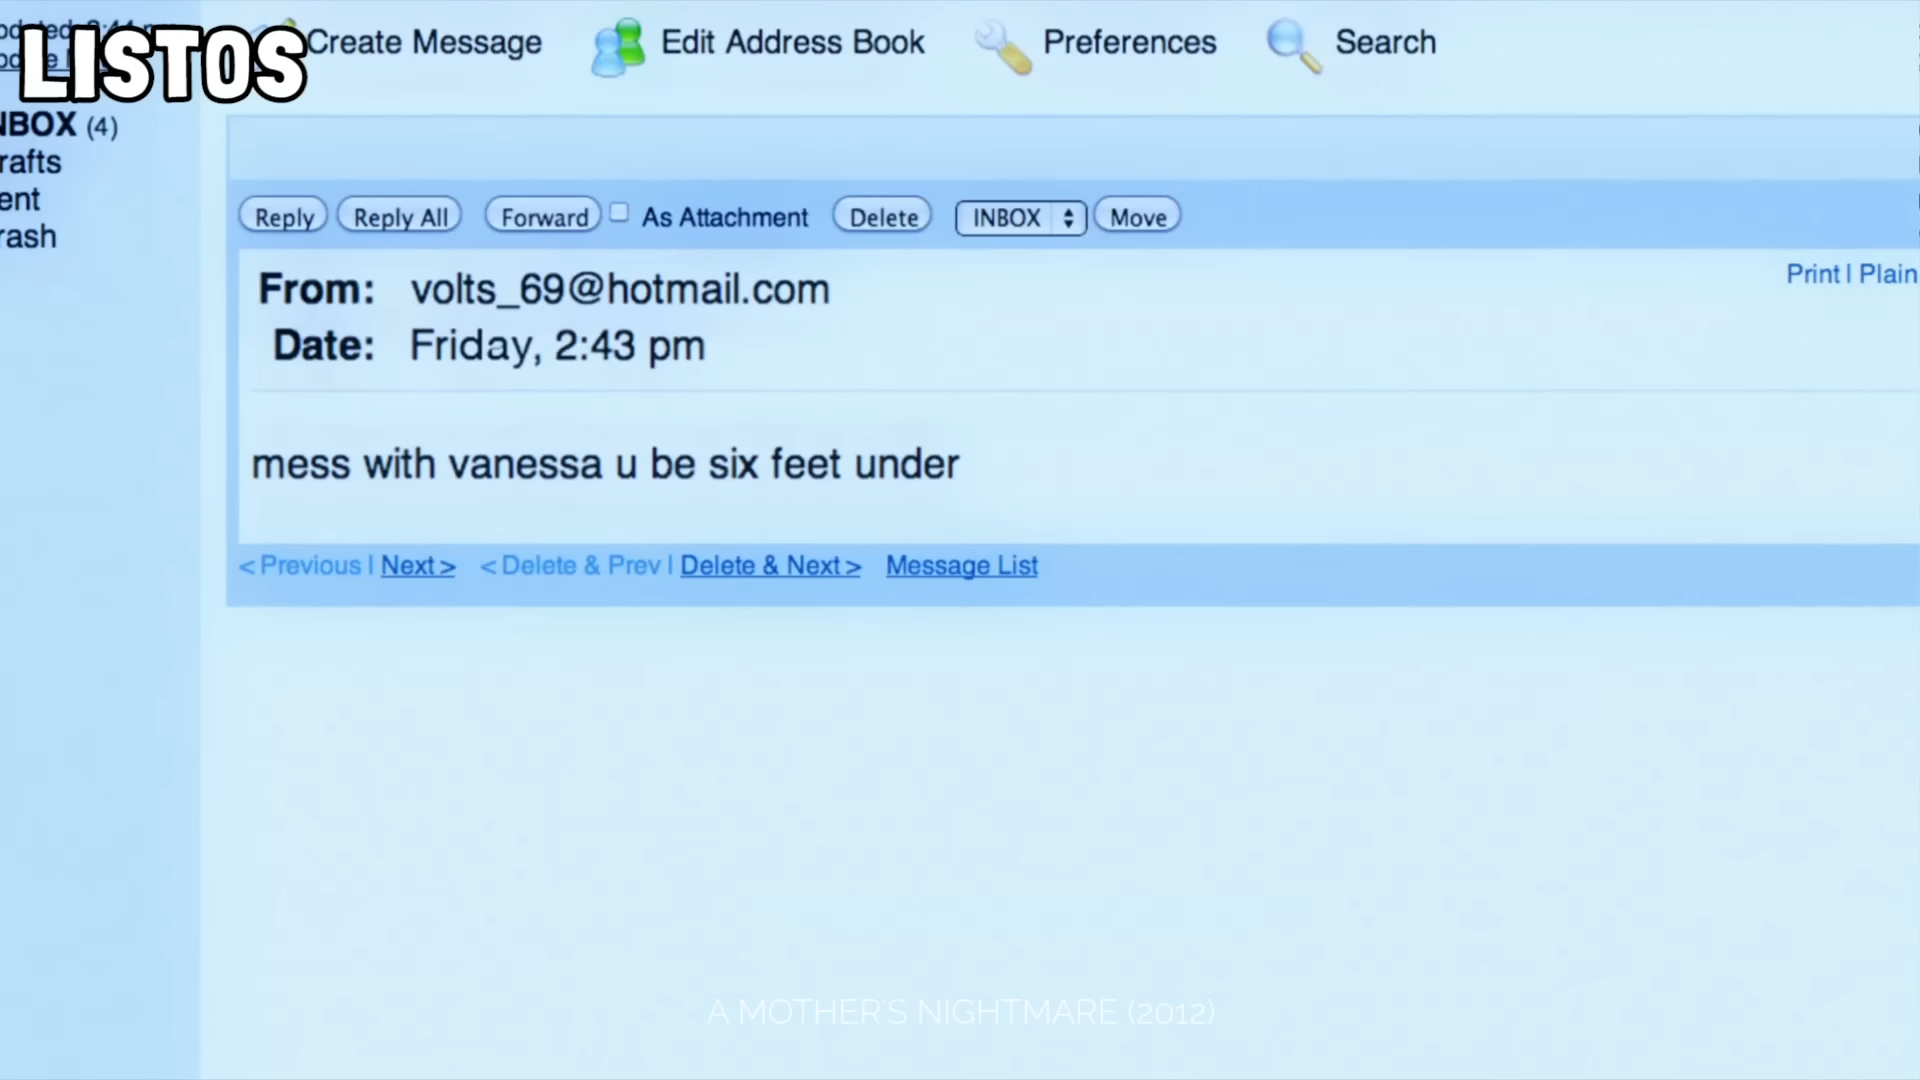 LISTOS
Create Message Edit Address Book Preferences Search
NBOX (4)
rafts
ent
rash
Reply Reply All Forward As Attachment Delete INBOX Move
From: volts_69@hotmail.com
Print | Plain
Date: Friday, 2:43 pm
mess with vanessa u be six feet under
< Previous | Next > < Delete & Prev | Delete & Next > Message List
A MOTHER'S NIGHTMARE (2012)